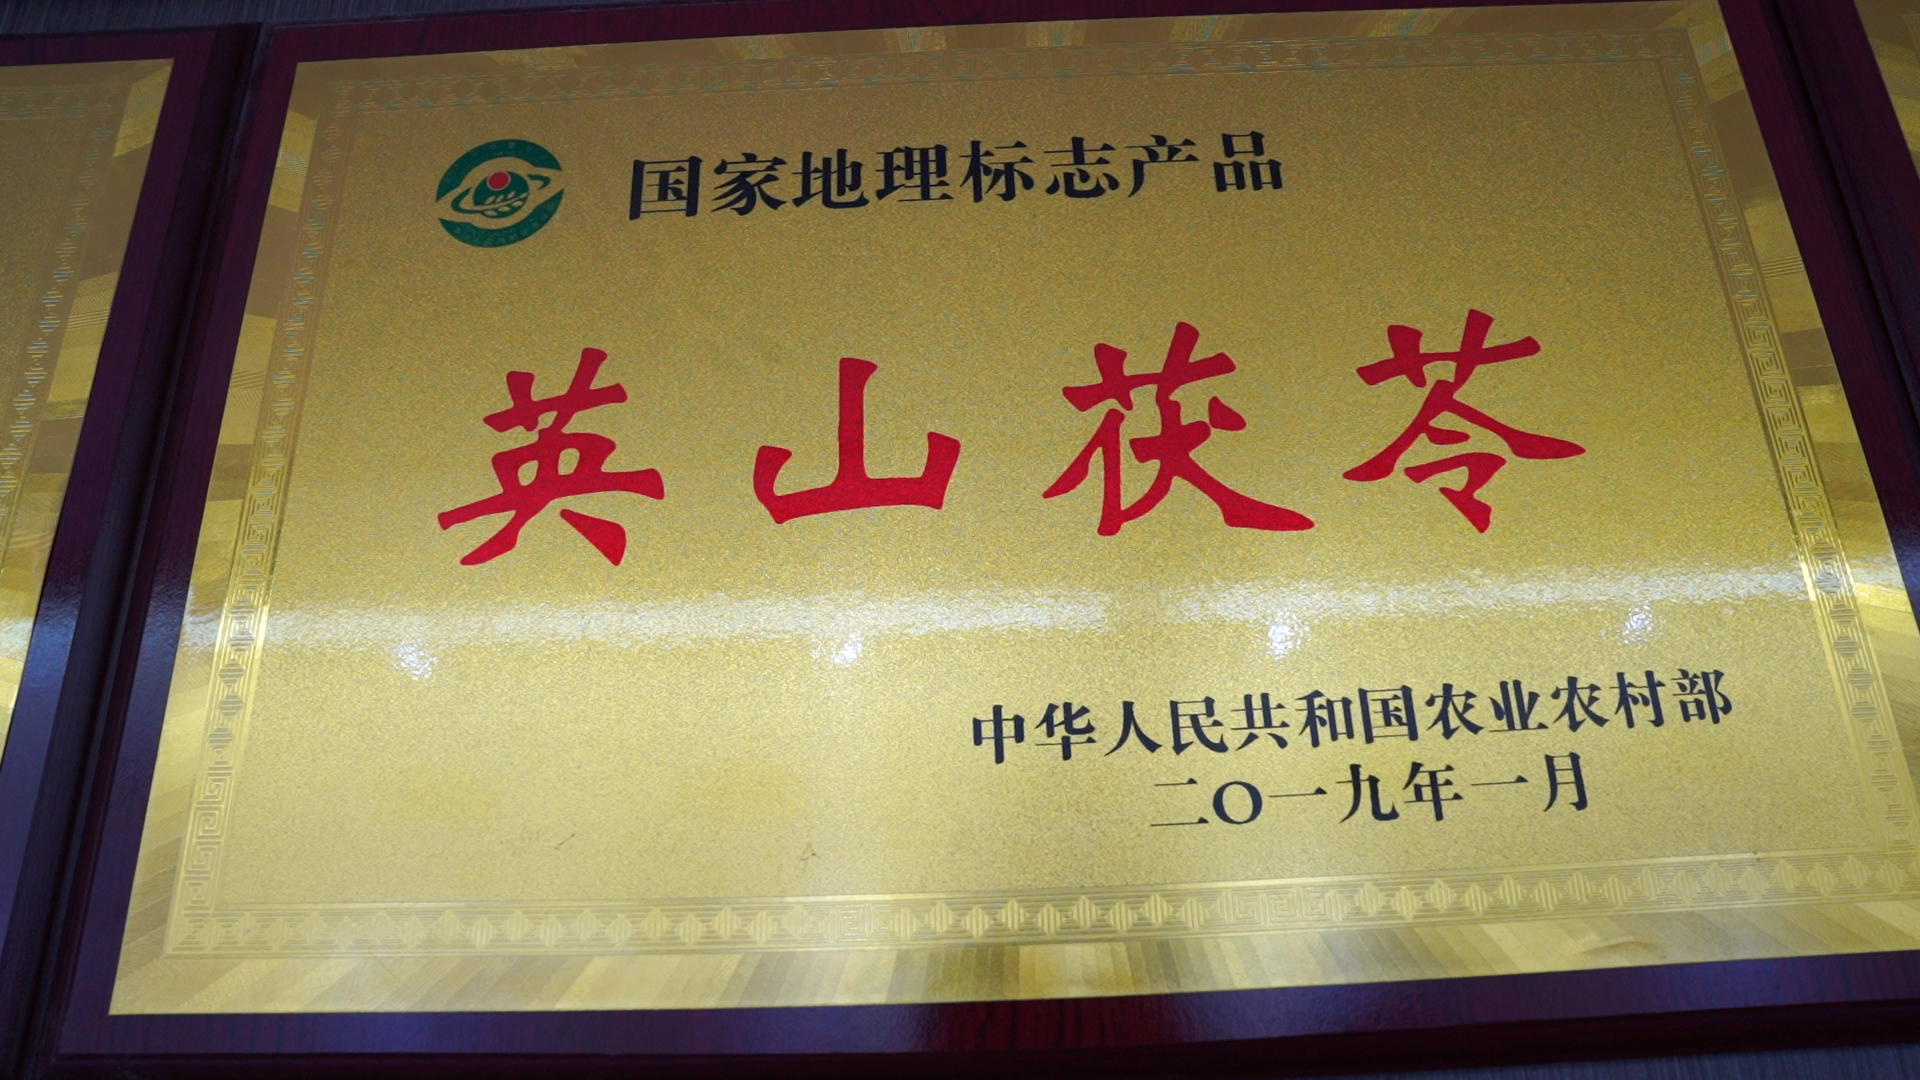 国家地理标志产品
英山茯苓
中华人民共和国农业农村部
二〇一九年一月